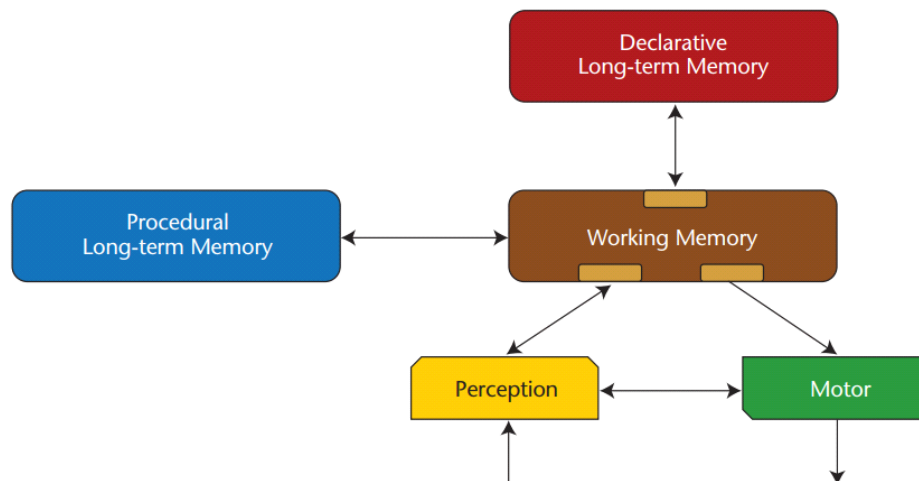 Declarative
Long-term Memory
Procedural
Long-term Memory
Working Memory
Perception
Motor